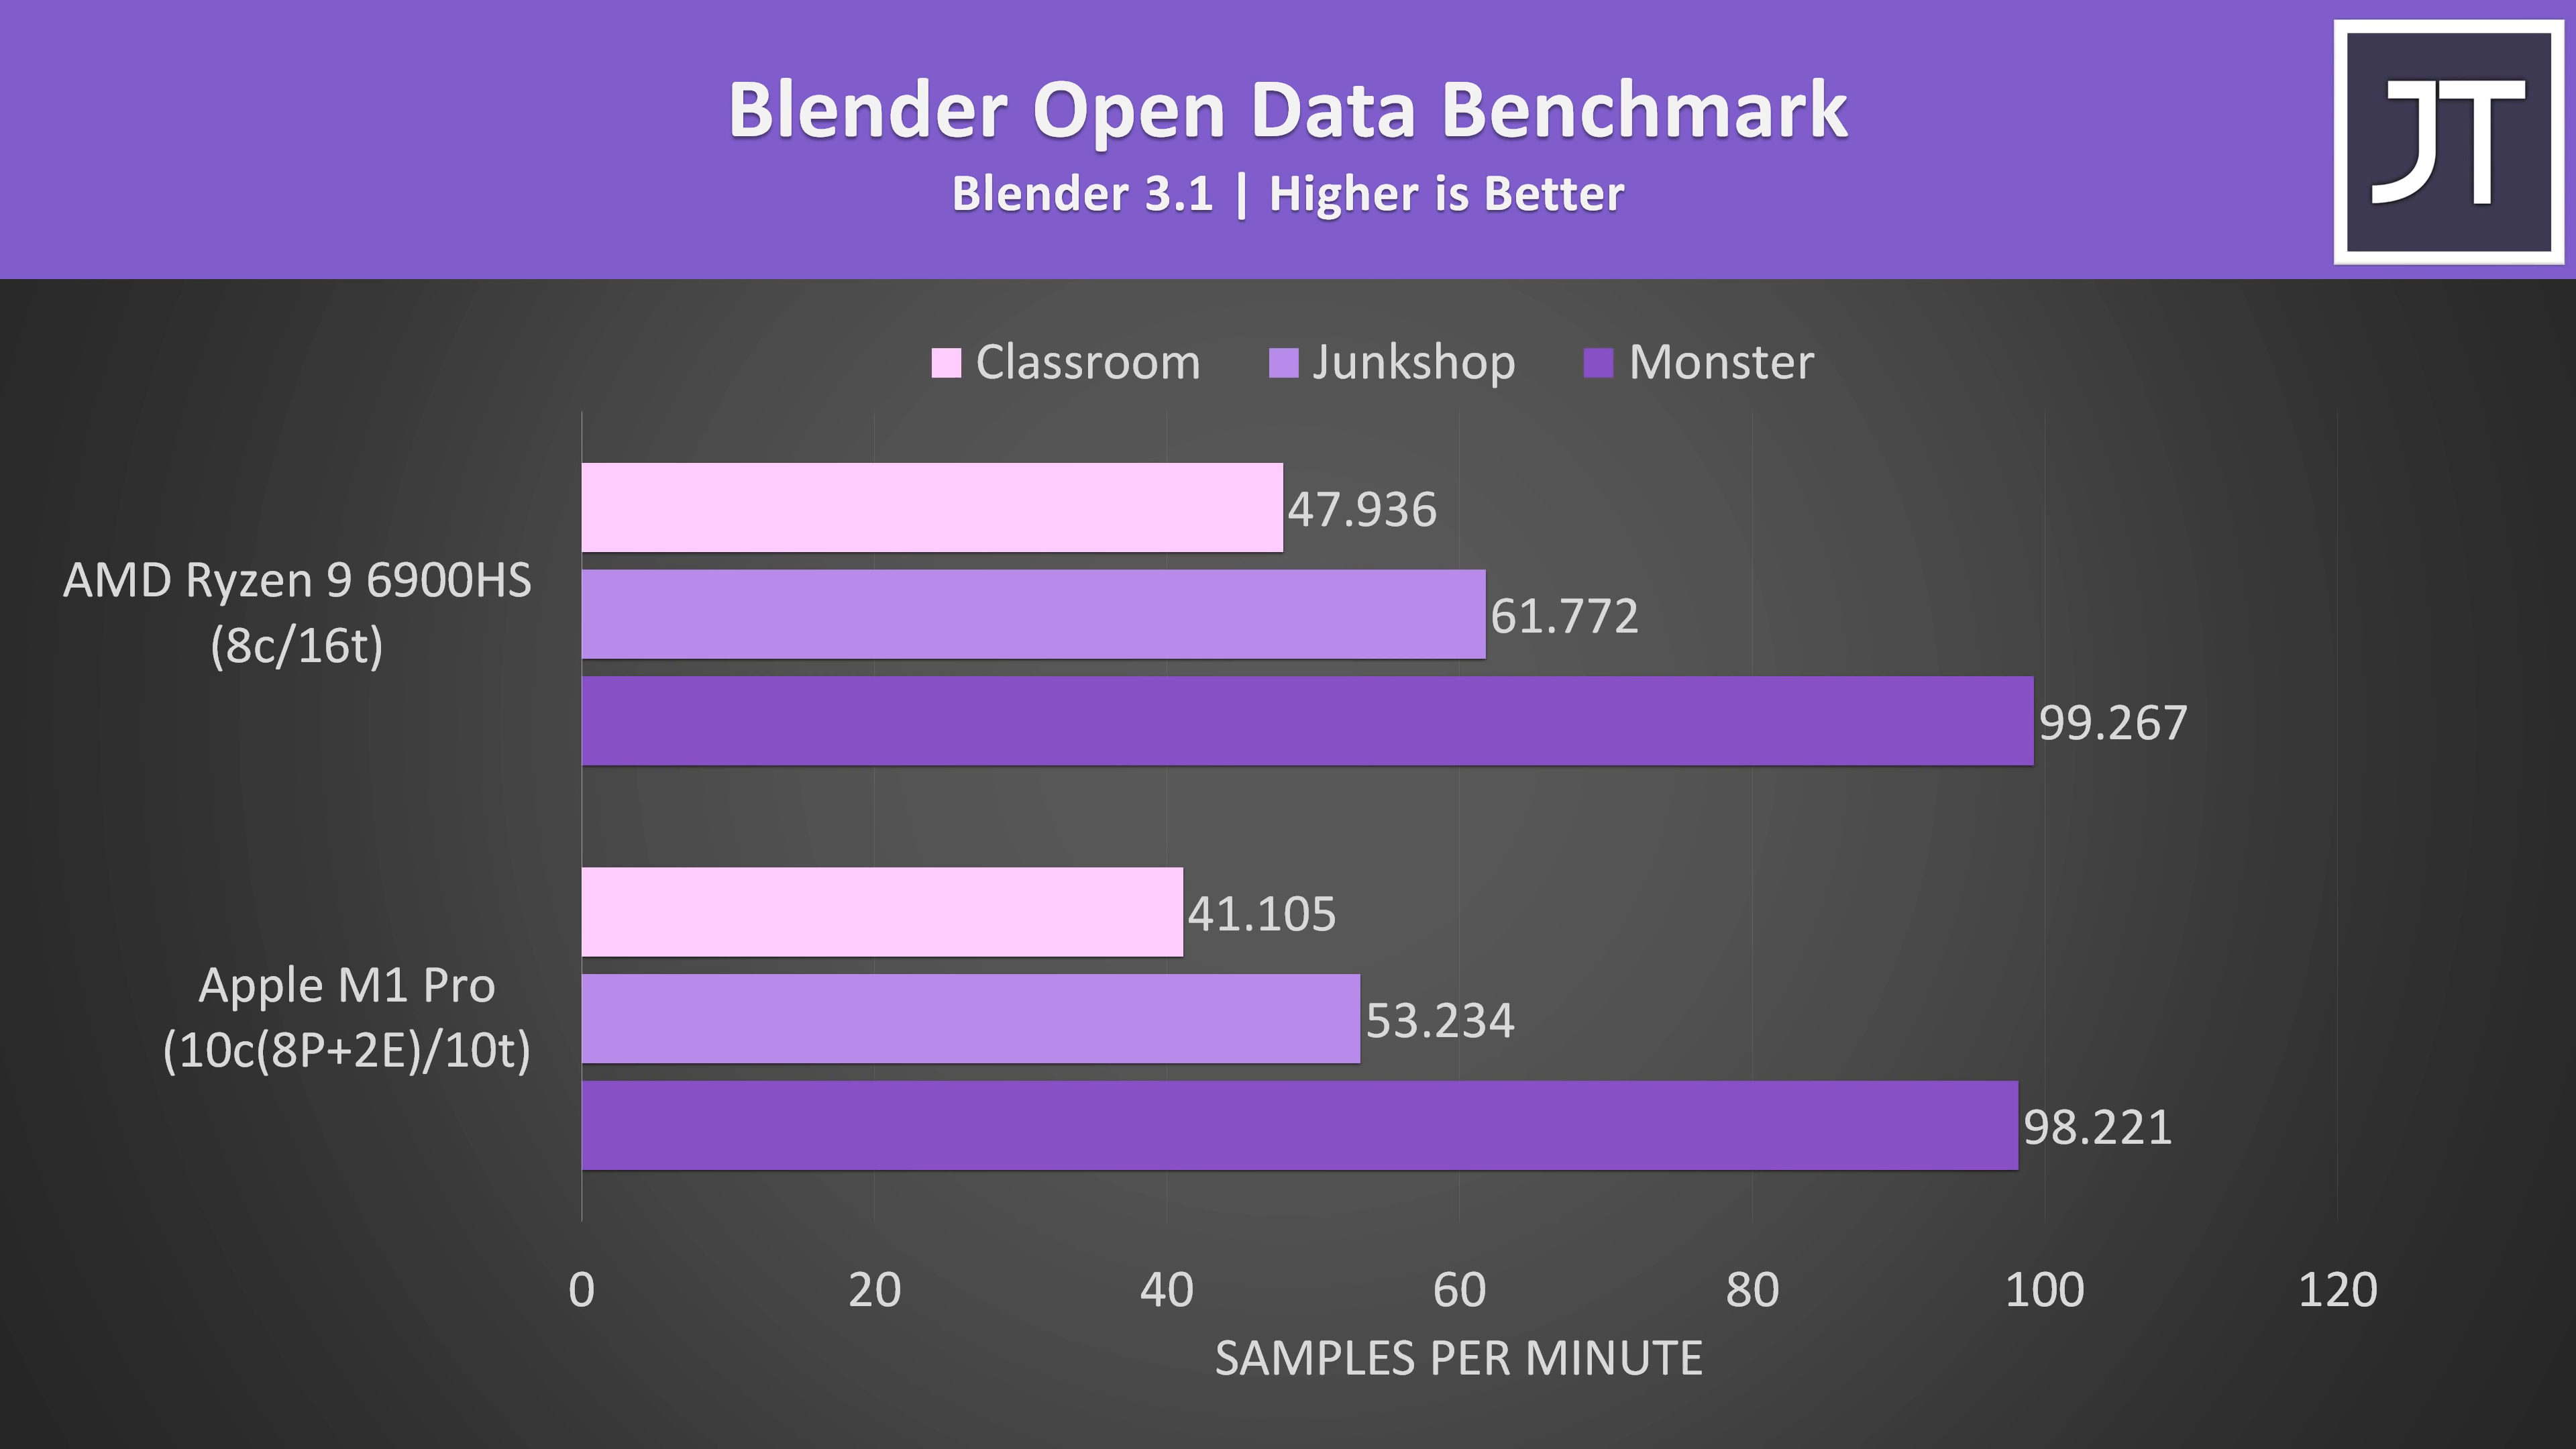 Blender Open Data Benchmark
Blender 3.1 | Higher is Better
JT
Classroom Junkshop Monster
AMD Ryzen 9 6900HS
(8c/16t)
47.936
61.772
99.267
Apple M1 Pro
(10c(8P+2E)/10t)
41.105
53.234
98.221
0 20 40 60 80 100 120
SAMPLES PER MINUTE